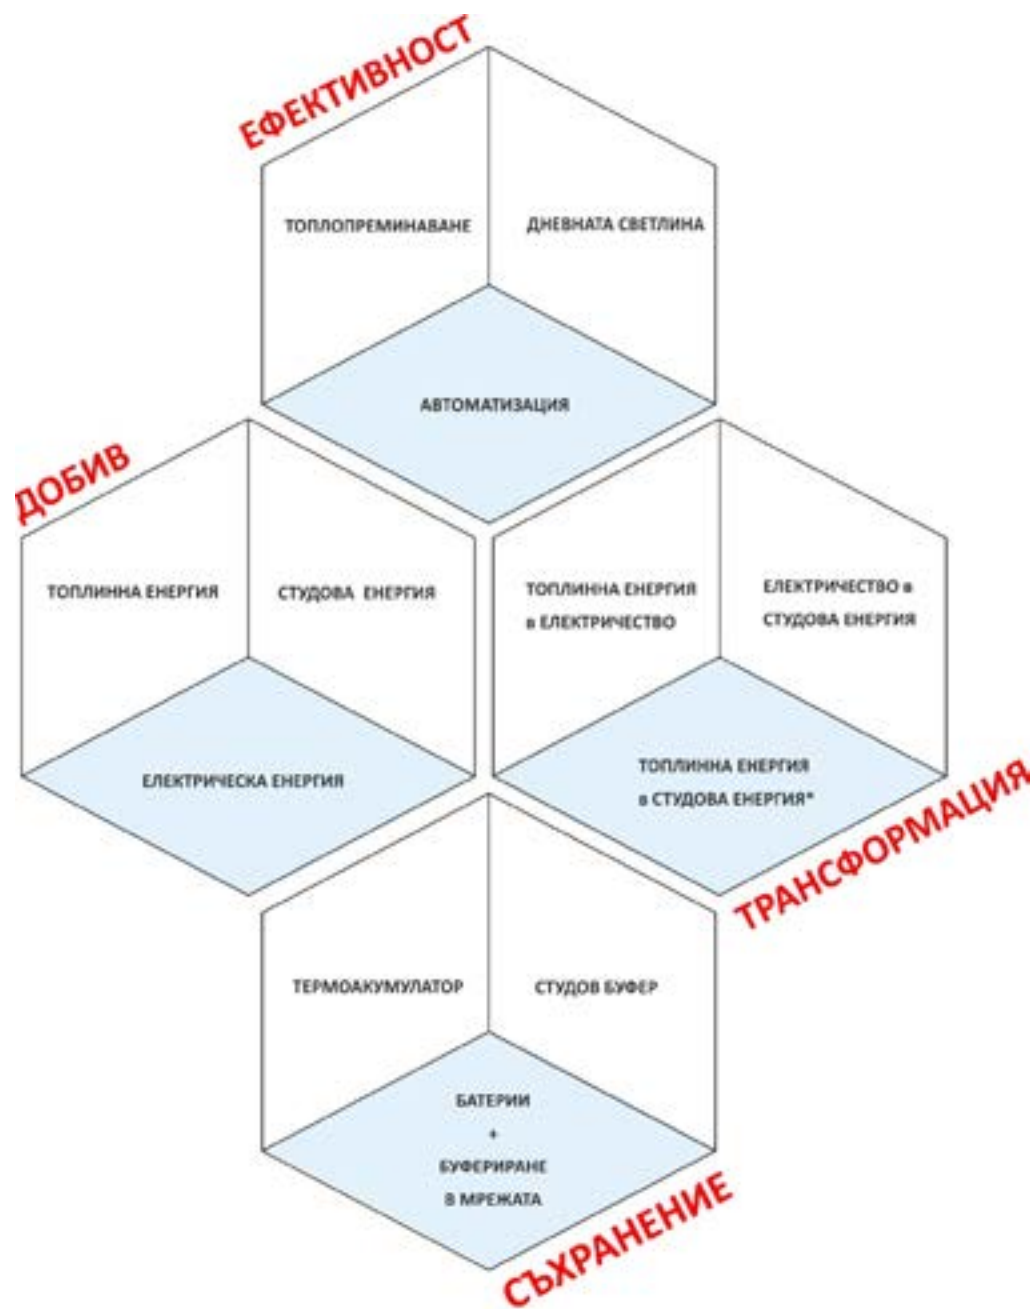 ЕФЕКТИВНОСТ
ТОПЛОПРЕМИНАВАНЕ
ДНЕВНАТА СВЕТЛИНА
АВТОМАТИЗАЦИЯ
ДОБИВ
ТОПЛИННА ЕНЕРГИЯ
СТУДОВА ЕНЕРГИЯ
ЕЛЕКТРИЧЕСКА ЕНЕРГИЯ
ТОПЛИННА ЕНЕРГИЯ
в ЕЛЕКТРИЧЕСТВО
ЕЛЕКТРИЧЕСТВО в
СТУДОВА ЕНЕРГИЯ
ТОПЛИННА ЕНЕРГИЯ
в СТУДОВА ЕНЕРГИЯ*
ТРАНСФОРМАЦИЯ
ТЕРМОАКУМУЛАТОР
СТУДОВ БУФЕР
БАТЕРИИ
+
БУФЕРИРАНЕ
В МРЕЖАТА
СЪХРАНЕНИЕ